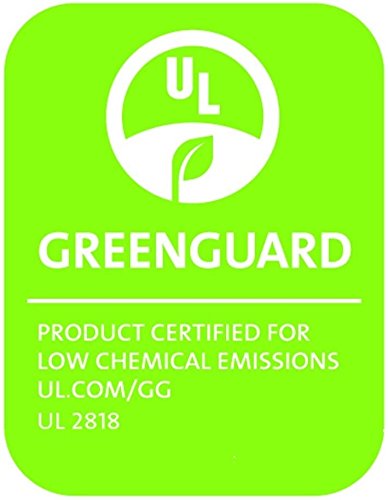 UL
GREENGUARD
PRODUCT CERTIFIED FOR
LOW CHEMICAL EMISSIONS
UL.COM/GG
UL 2818